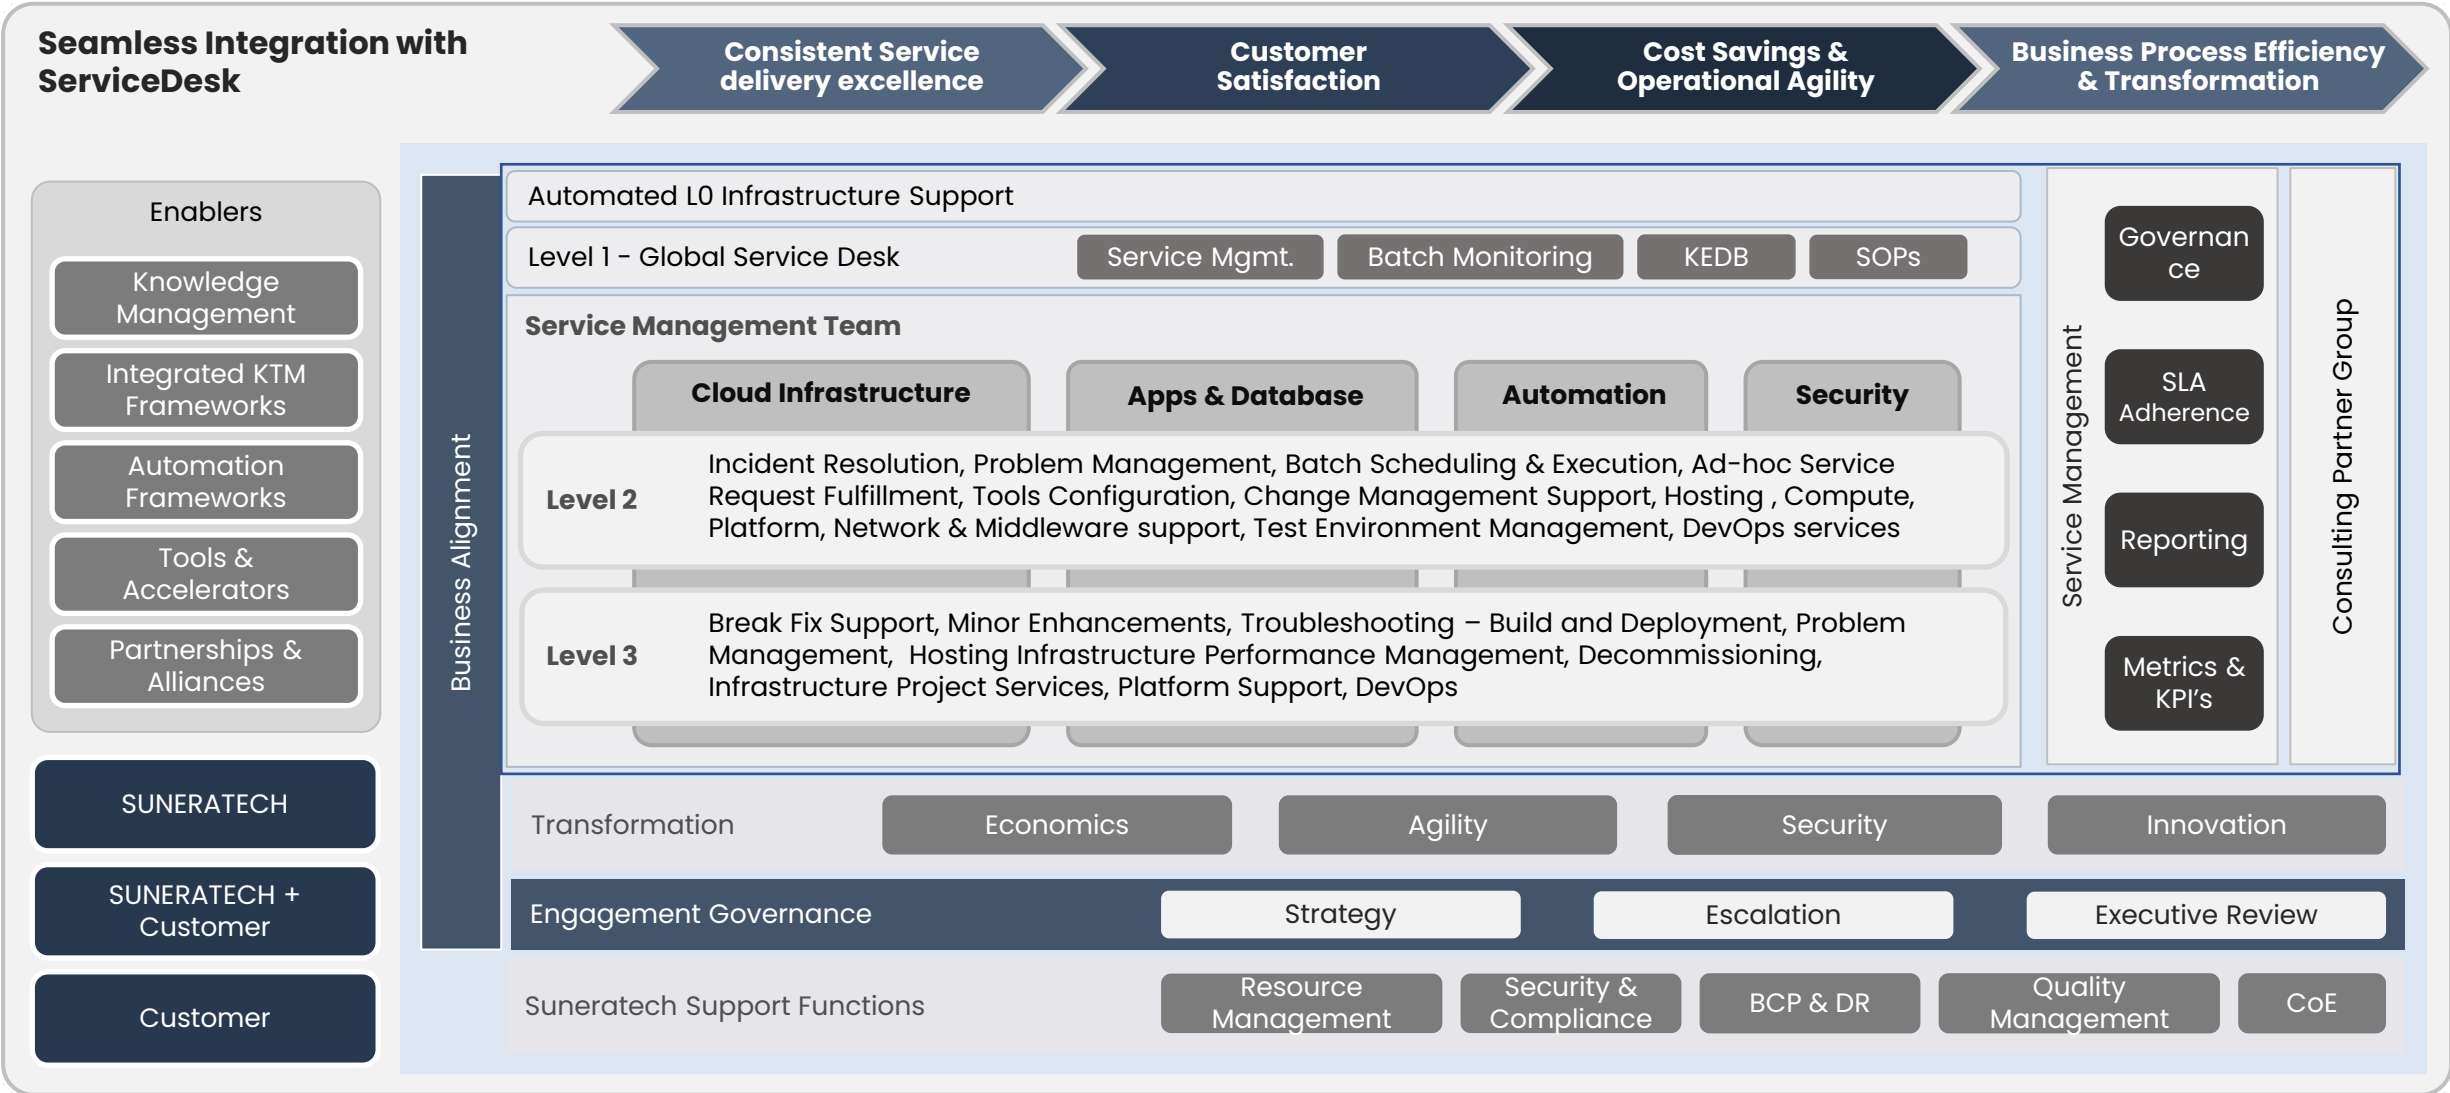 Seamless Integration with
ServiceDesk
Consistent Service
delivery excellence
Customer
Satisfaction
Cost Savings &
Operational Agility
Business Process Efficiency
& Transformation
Enablers
Knowledge
Management
Integrated KTM
Frameworks
Automation
Frameworks
Tools &
Accelerators
Partnerships &
Alliances
SUNERATECH
SUNERATECH +
Customer
Customer
Business Alignment
Automated L0 Infrastructure Support
Level 1 - Global Service Desk
Service Mgmt.
Batch Monitoring
KEDB
SOPs
Service Management Team
Cloud Infrastructure
Apps & Database
Automation
Security
Level 2
Incident Resolution, Problem Management, Batch Scheduling & Execution, Ad-hoc Service
Request Fulfillment, Tools Configuration, Change Management Support, Hosting , Compute,
Platform, Network & Middleware support, Test Environment Management, DevOps services
Level 3
Break Fix Support, Minor Enhancements, Troubleshooting – Build and Deployment, Problem
Management,  Hosting Infrastructure Performance Management, Decommissioning,
Infrastructure Project Services, Platform Support, DevOps
Service Management
Governan
ce
SLA
Adherence
Reporting
Metrics &
KPI’s
Consulting Partner Group
Transformation
Economics
Agility
Security
Innovation
Engagement Governance
Strategy
Escalation
Executive Review
Suneratech Support Functions
Resource
Management
Security &
Compliance
BCP & DR
Quality
Management
CoE